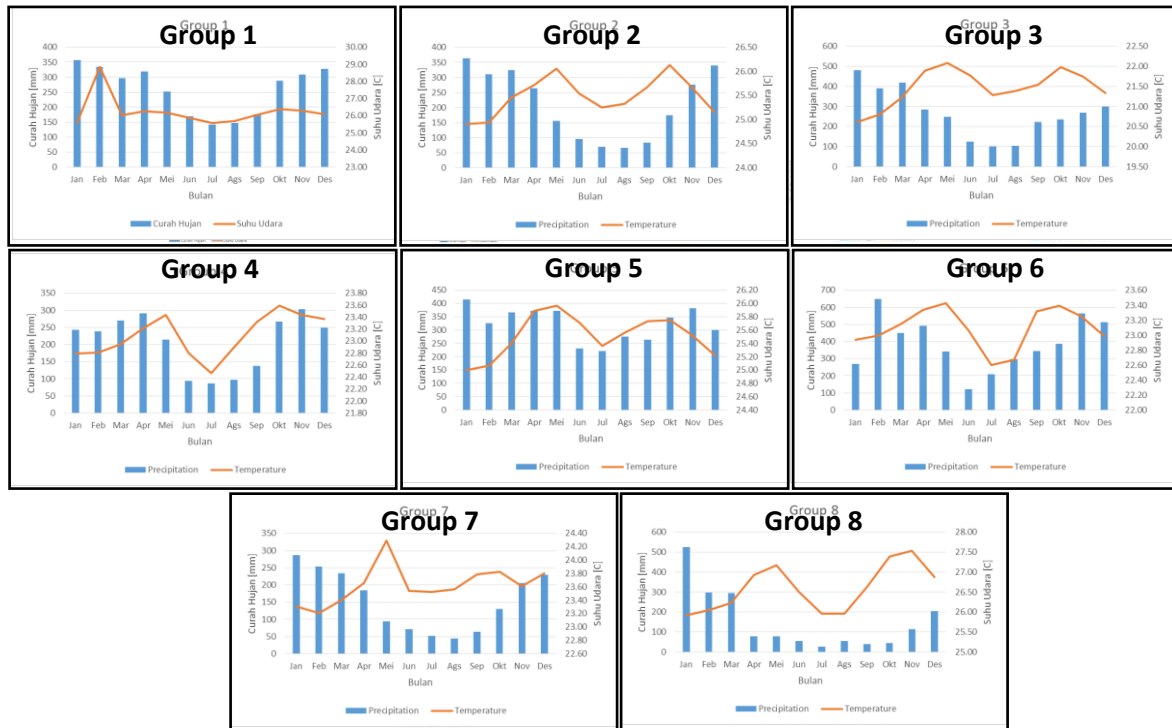 Group 1
Group 1
Curah Hujan [mm]
400
350
300
250
200
150
100
50
0
30.00
29.00
28.00
27.00
26.00
25.00
24.00
23.00
Suhu Udara [C]
Jan Feb Mar Apr Mei Jun Jul Ags Sep Okt Nov Des
Bulan
Curah Hujan Suhu Udara
Group 2
Group 2
Curah Hujan [mm]
400
350
300
250
200
150
100
50
0
26.50
26.00
25.50
25.00
24.50
24.00
Suhu Udara [C]
Jan Feb Mar Apr Mei Jun Jul Ags Sep Okt Nov Des
Bulan
Precipitation Temperature
Group 3
Group 3
Curah Hujan [mm]
600
500
400
300
200
100
0
22.50
22.00
21.50
21.00
20.50
20.00
19.50
Suhu Udara [C]
Jan Feb Mar Apr Mei Jun Jul Ags Sep Okt Nov Des
Bulan
Precipitation Temperature
Group 4
Curah Hujan [mm]
350
300
250
200
150
100
50
0
23.80
23.60
23.40
23.20
23.00
22.80
22.60
22.40
22.20
22.00
21.80
Suhu Udara [C]
Jan Feb Mar Apr Mei Jun Jul Ags Sep Okt Nov Des
Bulan
Precipitation Temperature
Group 5
Curah Hujan [mm]
450
400
350
300
250
200
150
100
50
0
26.20
26.00
25.80
25.60
25.40
25.20
25.00
24.80
24.60
24.40
Suhu Udara [C]
Jan Feb Mar Apr Mei Jun Jul Ags Sep Okt Nov Des
Bulan
Precipitation Temperature
Group 6
Curah Hujan [mm]
700
600
500
400
300
200
100
0
23.60
23.40
23.20
23.00
22.80
22.60
22.40
22.20
22.00
Suhu Udara [C]
Jan Feb Mar Apr Mei Jun Jul Ags Sep Okt Nov Des
Bulan
Precipitation Temperature
Group 7
Group 7
Curah Hujan [mm]
350
300
250
200
150
100
50
0
24.40
24.20
24.00
23.80
23.60
23.40
23.20
23.00
22.80
22.60
Suhu Udara [C]
Jan Feb Mar Apr Mei Jun Jul Ags Sep Okt Nov Des
Bulan
Precipitation Temperature
Group 8
Group 8
Curah Hujan [mm]
600
500
400
300
200
100
0
28.00
27.50
27.00
26.50
26.00
25.50
25.00
Suhu Udara [C]
Jan Feb Mar Apr Mei Jun Jul Ags Sep Okt Nov Des
Bulan
Precipitation Temperature